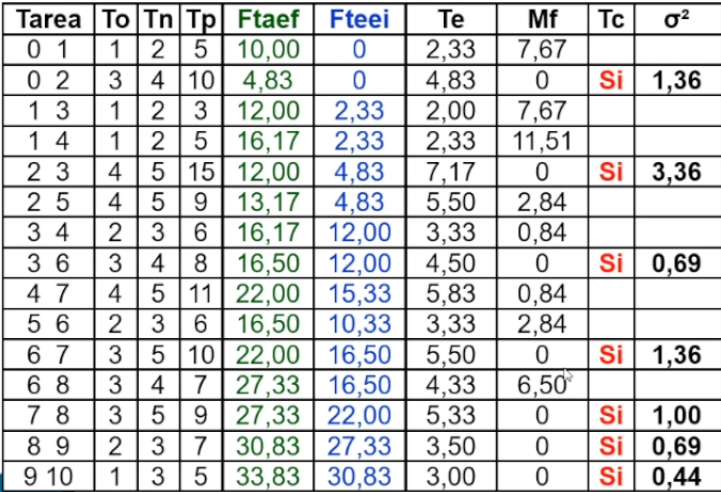 Tarea To Tn Tp Ftaef Fteei Te Mf Tc σ²
0 1 1 2 5 10,00 0 2,33 7,67
0 2 3 4 10 4,83 0 4,83 0 Si 1,36
1 3 1 2 3 12,00 2,33 2,00 7,67
1 4 1 2 5 16,17 2,33 2,33 11,51
2 3 4 5 15 12,00 4,83 7,17 0 Si 3,36
2 5 4 5 9 13,17 4,83 5,50 2,84
3 4 2 3 6 16,17 12,00 3,33 0,84
3 6 3 4 8 16,50 12,00 4,50 0 Si 0,69
4 7 4 5 11 22,00 15,33 5,83 0,84
5 6 2 3 6 16,50 10,33 3,33 2,84
6 7 3 5 10 22,00 16,50 5,50 0 Si 1,36
6 8 3 4 7 27,33 16,50 4,33 6,50
7 8 3 5 9 27,33 22,00 5,33 0 Si 1,00
8 9 2 3 7 30,83 27,33 3,50 0 Si 0,69
9 10 1 3 5 33,83 30,83 3,00 0 Si 0,44